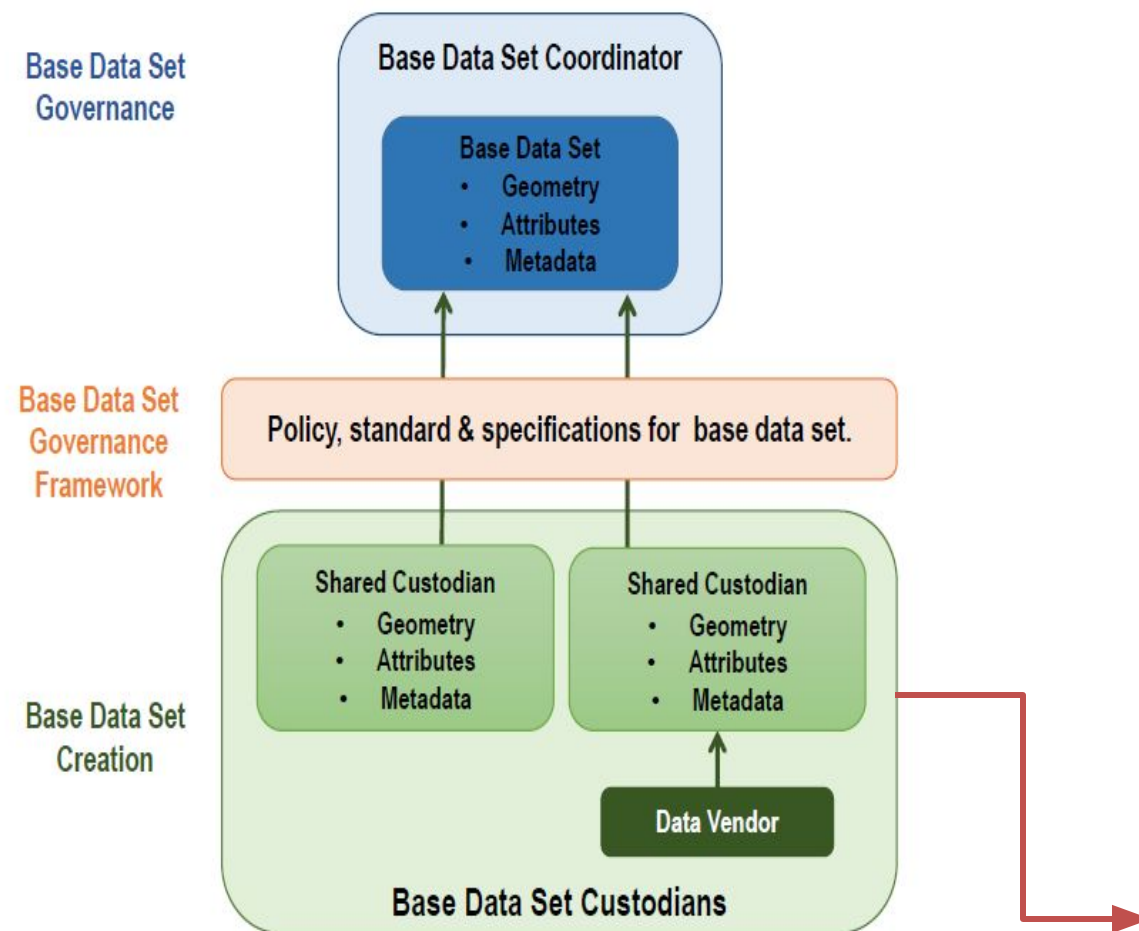 Base Data Set
Governance
Base Data Set Coordinator
Base Data Set
• Geometry
• Attributes
• Metadata
Base Data Set
Governance
Framework
Policy, standard & specifications for base data set.
Base Data Set
Creation
Shared Custodian
• Geometry
• Attributes
• Metadata
Shared Custodian
• Geometry
• Attributes
• Metadata
Data Vendor
Base Data Set Custodians